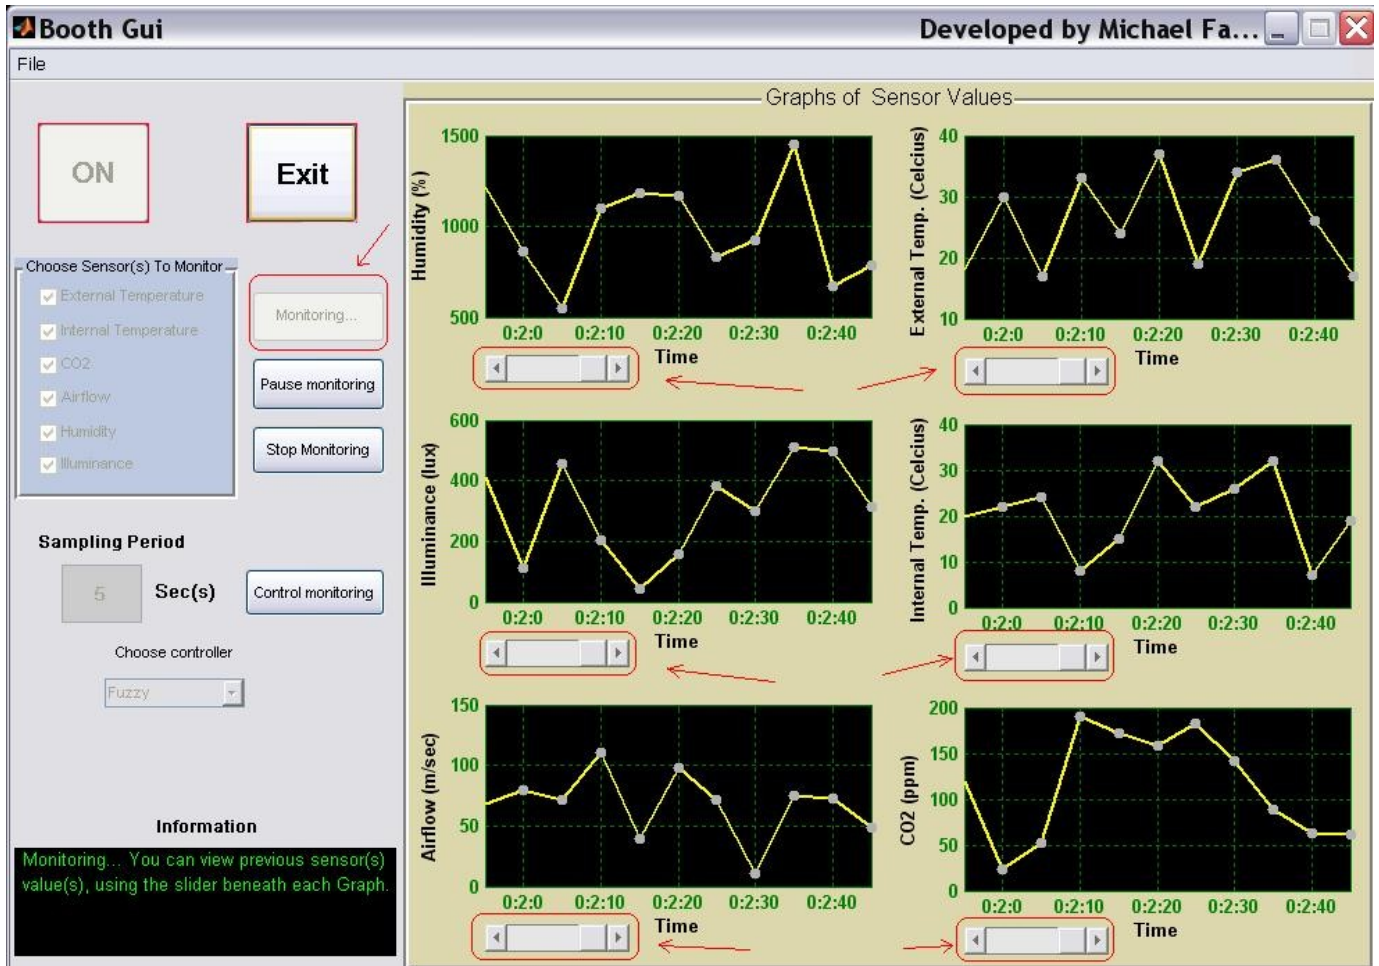 Booth Gui
Developed by Michael Fa...
File
ON
Exit
Choose Sensor(s) To Monitor
External Temperature
Internal Temperature
CO2
Airflow
Humidity
Illuminance
Monitoring...
Pause monitoring
Stop Monitoring
Sampling Period
5
Sec(s)
Control monitoring
Choose controller
Fuzzy
Information
Monitoring... You can view previous sensor(s)
value(s), using the slider beneath each Graph.
Graphs of Sensor Values
Humidity (%)
1500
1000
500
0:2:0 0:2:10 0:2:20 0:2:30 0:2:40
Time
External Temp. (Celcius)
40
30
20
10
0:2:0 0:2:10 0:2:20 0:2:30 0:2:40
Time
Illuminance (lux)
600
400
200
0
0:2:0 0:2:10 0:2:20 0:2:30 0:2:40
Time
Internal Temp. (Celcius)
40
30
20
10
0
0:2:0 0:2:10 0:2:20 0:2:30 0:2:40
Time
Airflow (m/sec)
150
100
50
0
0:2:0 0:2:10 0:2:20 0:2:30 0:2:40
Time
CO2 (ppm)
200
150
100
50
0
0:2:0 0:2:10 0:2:20 0:2:30 0:2:40
Time